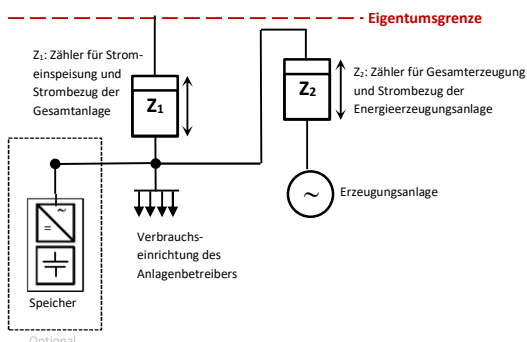 Eigentumsgrenze
Z₁: Zähler für Strom-
einspeisung und
Strombezug der
Gesamtanlage
Z₁
Z₂
Z₂: Zähler für Gesamterzeugung
und Strombezug der
Energieerzeugungsanlage
~
Erzeugungsanlage
Verbrauchs-
einrichtung des
Anlagenbetreibers
~
=
Speicher
Optional